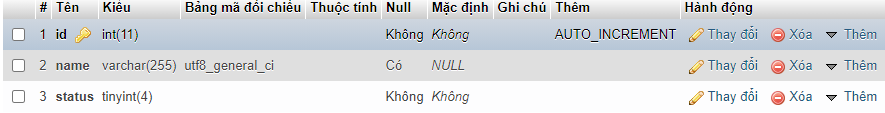 # Tên Kiểu Bảng mã đối chiếu Thuộc tính Null Mặc định Ghi chú Thêm Hành động
1 id int(11) Không Không AUTO_INCREMENT Thay đổi Xóa Thêm
2 name varchar(255) utf8_general_ci Có NULL Thay đổi Xóa Thêm
3 status tinyint(4) Không Không Thay đổi Xóa Thêm